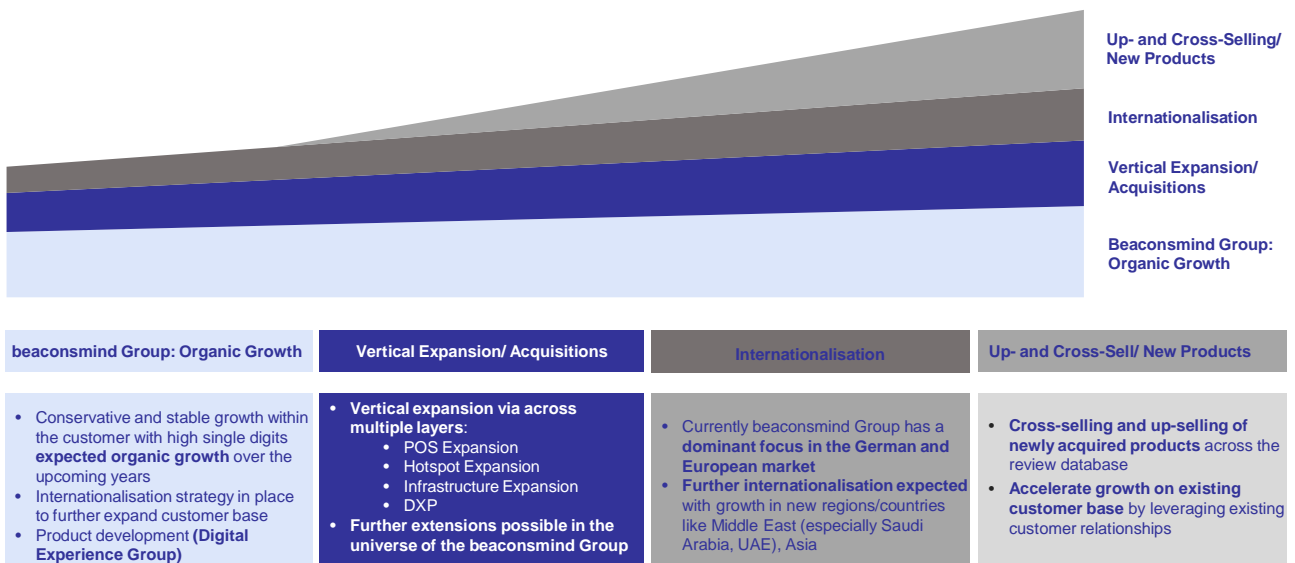 Up- and Cross-Selling/
New Products
Internationalisation
Vertical Expansion/
Acquisitions
Beaconsmind Group:
Organic Growth
beaconsmind Group: Organic Growth
• Conservative and stable growth within
the customer with high single digits
expected organic growth over the
upcoming years
• Internationalisation strategy in place
to further expand customer base
• Product development (Digital
Experience Group)
Vertical Expansion/ Acquisitions
• Vertical expansion via across
multiple layers:
• POS Expansion
• Hotspot Expansion
• Infrastructure Expansion
• DXP
• Further extensions possible in the
universe of the beaconsmind Group
Internationalisation
• Currently beaconsmind Group has a
dominant focus in the German and
European market
• Further internationalisation expected
with growth in new regions/countries
like Middle East (especially Saudi
Arabia, UAE), Asia
Up- and Cross-Sell/ New Products
• Cross-selling and up-selling of
newly acquired products across the
review database
• Accelerate growth on existing
customer base by leveraging existing
customer relationships